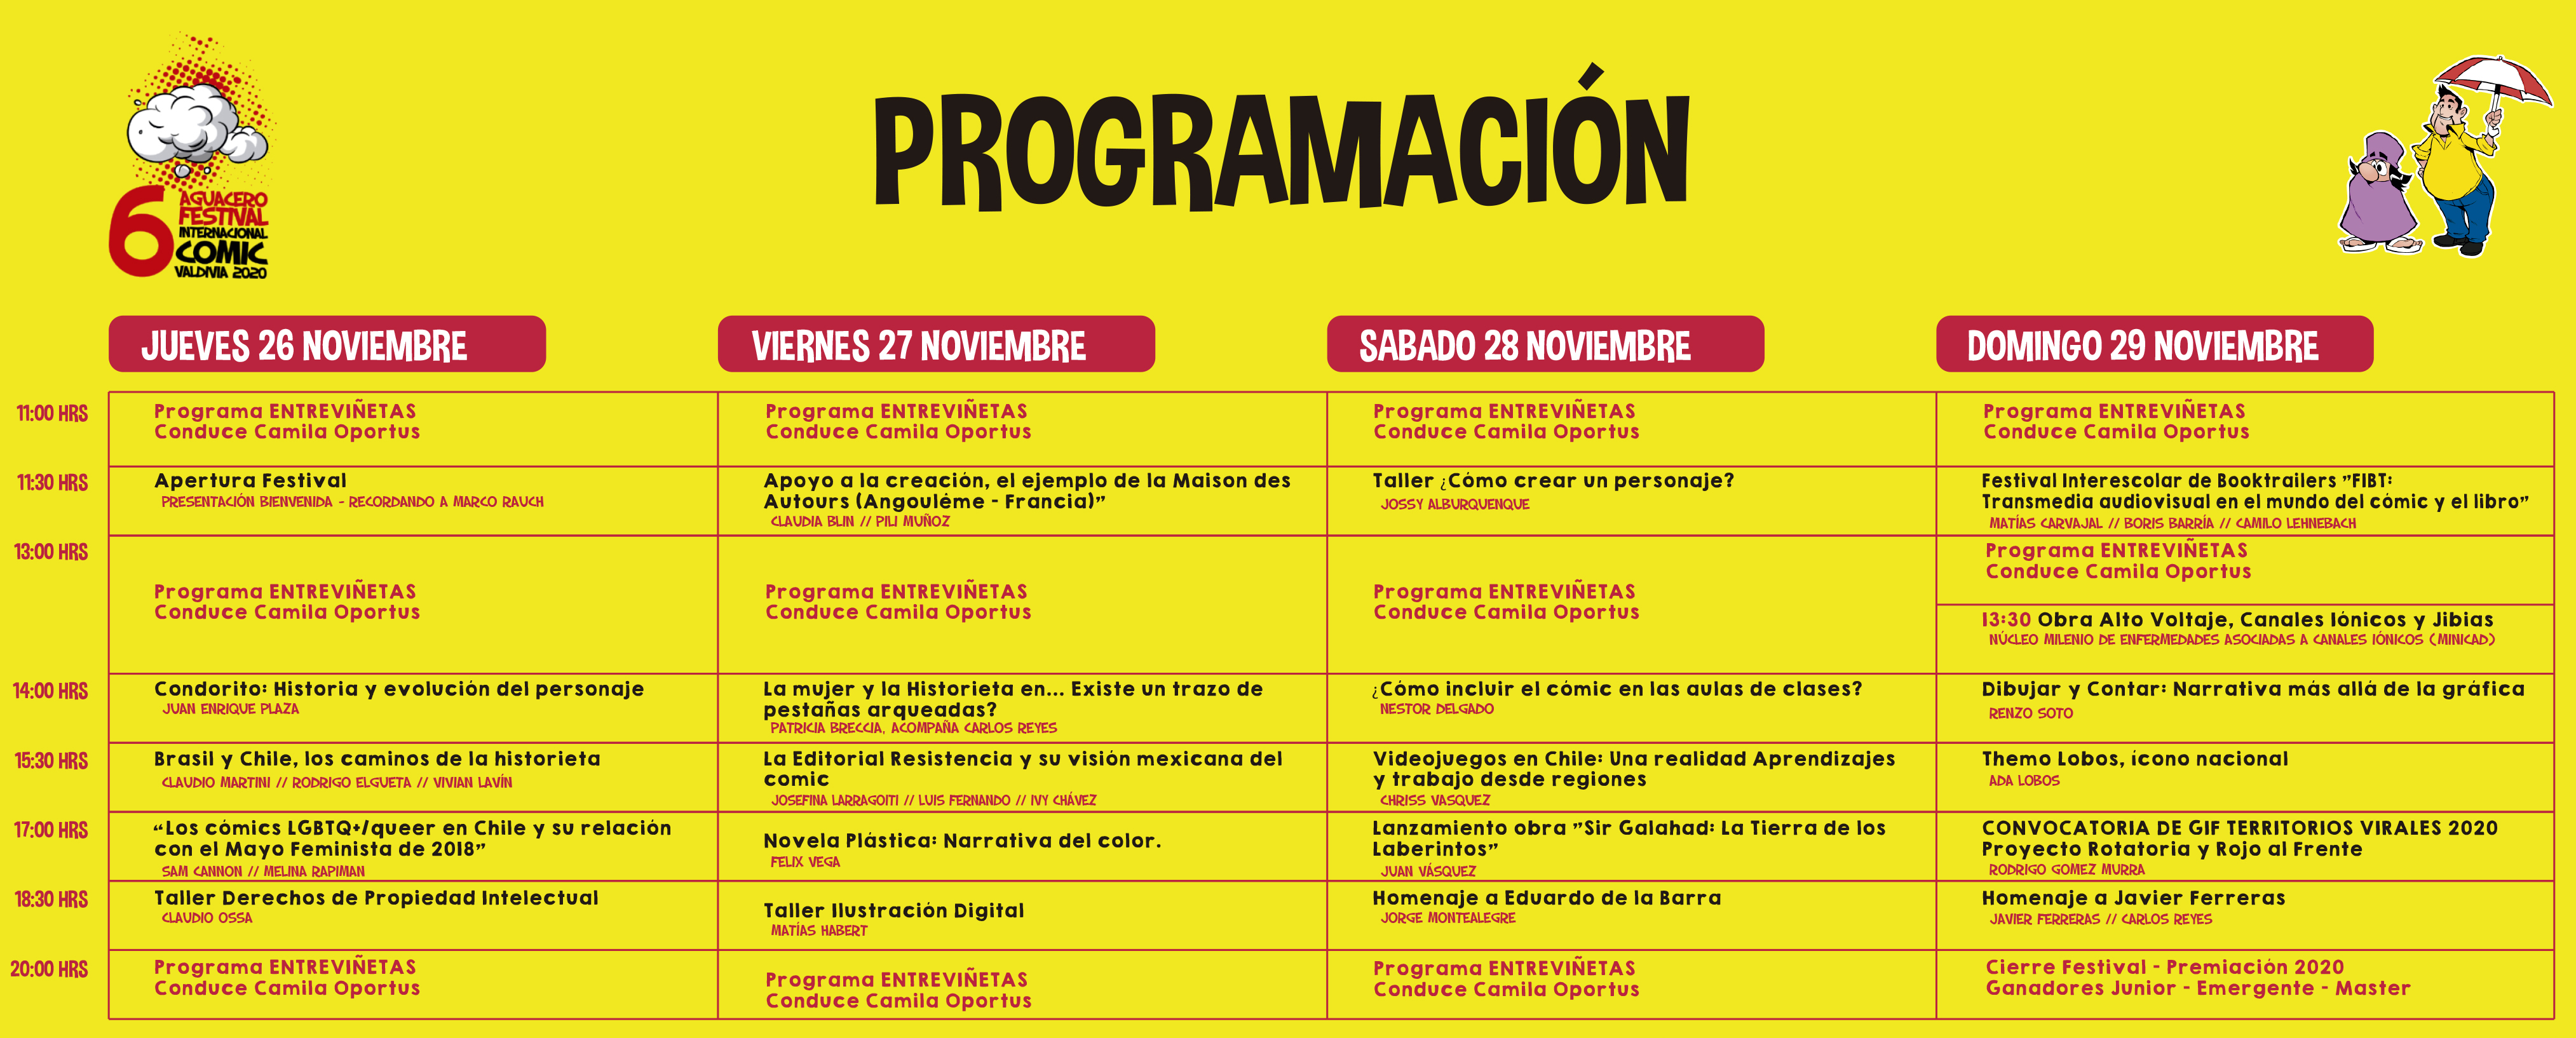 6
AGUACERO
FESTIVAL
INTERNACIONAL
COMIC
VALDIVIA 2020
PROGRAMACIÓN
JUEVES 26 NOVIEMBRE
VIERNES 27 NOVIEMBRE
SABADO 28 NOVIEMBRE
DOMINGO 29 NOVIEMBRE
11:00 HRS
Programa ENTREVIÑETAS
Conduce Camila Oportus
Programa ENTREVIÑETAS
Conduce Camila Oportus
Programa ENTREVIÑETAS
Conduce Camila Oportus
Programa ENTREVIÑETAS
Conduce Camila Oportus
11:30 HRS
Apertura Festival
PRESENTACIÓN BIENVENIDA - RECORDANDO A MARCO RAUCH
Apoyo a la creación, el ejemplo de la Maison des
Autours (Angouléme - Francia)”
CLAUDIA BLIN // PILI MUÑOZ
Taller ¿Cómo crear un personaje?
JOSSY ALBURQUENQUE
Festival Interescolar de Booktrailers ”FIBT:
Transmedia audiovisual en el mundo del cómic y el libro”
MATÍAS CARVAJAL // BORIS BARRÍA // CAMILO LEHNEBACH
13:00 HRS
Programa ENTREVIÑETAS
Conduce Camila Oportus
Programa ENTREVIÑETAS
Conduce Camila Oportus
Programa ENTREVIÑETAS
Conduce Camila Oportus
Programa ENTREVIÑETAS
Conduce Camila Oportus
13:30 Obra Alto Voltaje, Canales Iónicos y Jibias
NÚCLEO MILENIO DE ENFERMEDADES ASOCIADAS A CANALES IÓNICOS (MINICAD)
14:00 HRS
Condorito: Historia y evolución del personaje
JUAN ENRIQUE PLAZA
La mujer y la Historieta en... Existe un trazo de
pestañas arqueadas?
PATRICIA BRECCIA, ACOMPAÑA CARLOS REYES
¿Cómo incluir el cómic en las aulas de clases?
NESTOR DELGADO
Dibujar y Contar: Narrativa más allá de la gráfica
RENZO SOTO
15:30 HRS
Brasil y Chile, los caminos de la historieta
CLAUDIO MARTINI // RODRIGO ELGUETA // VIVIAN LAVÍN
La Editorial Resistencia y su visión mexicana del
comic
JOSEFINA LARRAGOITI // LUIS FERNANDO // IVY CHÁVEZ
Videojuegos en Chile: Una realidad Aprendizajes
y trabajo desde regiones
CHRISS VASQUEZ
Themo Lobos, ícono nacional
ADA LOBOS
17:00 HRS
“Los cómics LGBTQ+/queer en Chile y su relación
con el Mayo Feminista de 2018”
SAM CANNON // MELINA RAPIMAN
Novela Plástica: Narrativa del color.
FELIX VEGA
Lanzamiento obra ”Sir Galahad: La Tierra de los
Laberintos”
JUAN VÁSQUEZ
CONVOCATORIA DE GIF TERRITORIOS VIRALES 2020
Proyecto Rotatoria y Rojo al Frente
RODRIGO GOMEZ MURRA
18:30 HRS
Taller Derechos de Propiedad Intelectual
CLAUDIO OSSA
Taller Ilustración Digital
MATÍAS HABERT
Homenaje a Eduardo de la Barra
JORGE MONTEALEGRE
Homenaje a Javier Ferreras
JAVIER FERRERAS // CARLOS REYES
20:00 HRS
Programa ENTREVIÑETAS
Conduce Camila Oportus
Programa ENTREVIÑETAS
Conduce Camila Oportus
Programa ENTREVIÑETAS
Conduce Camila Oportus
Cierre Festival - Premiación 2020
Ganadores Junior - Emergente - Master